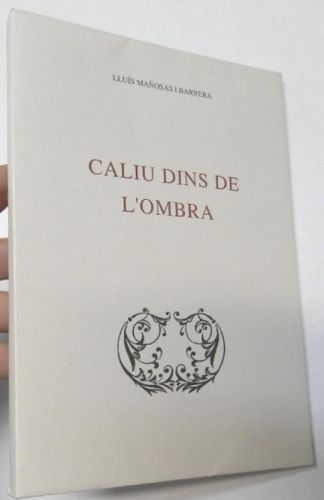 LLUÍS MAÑOSAS I BARRERA
CALIU DINS DE
L'OMBRA